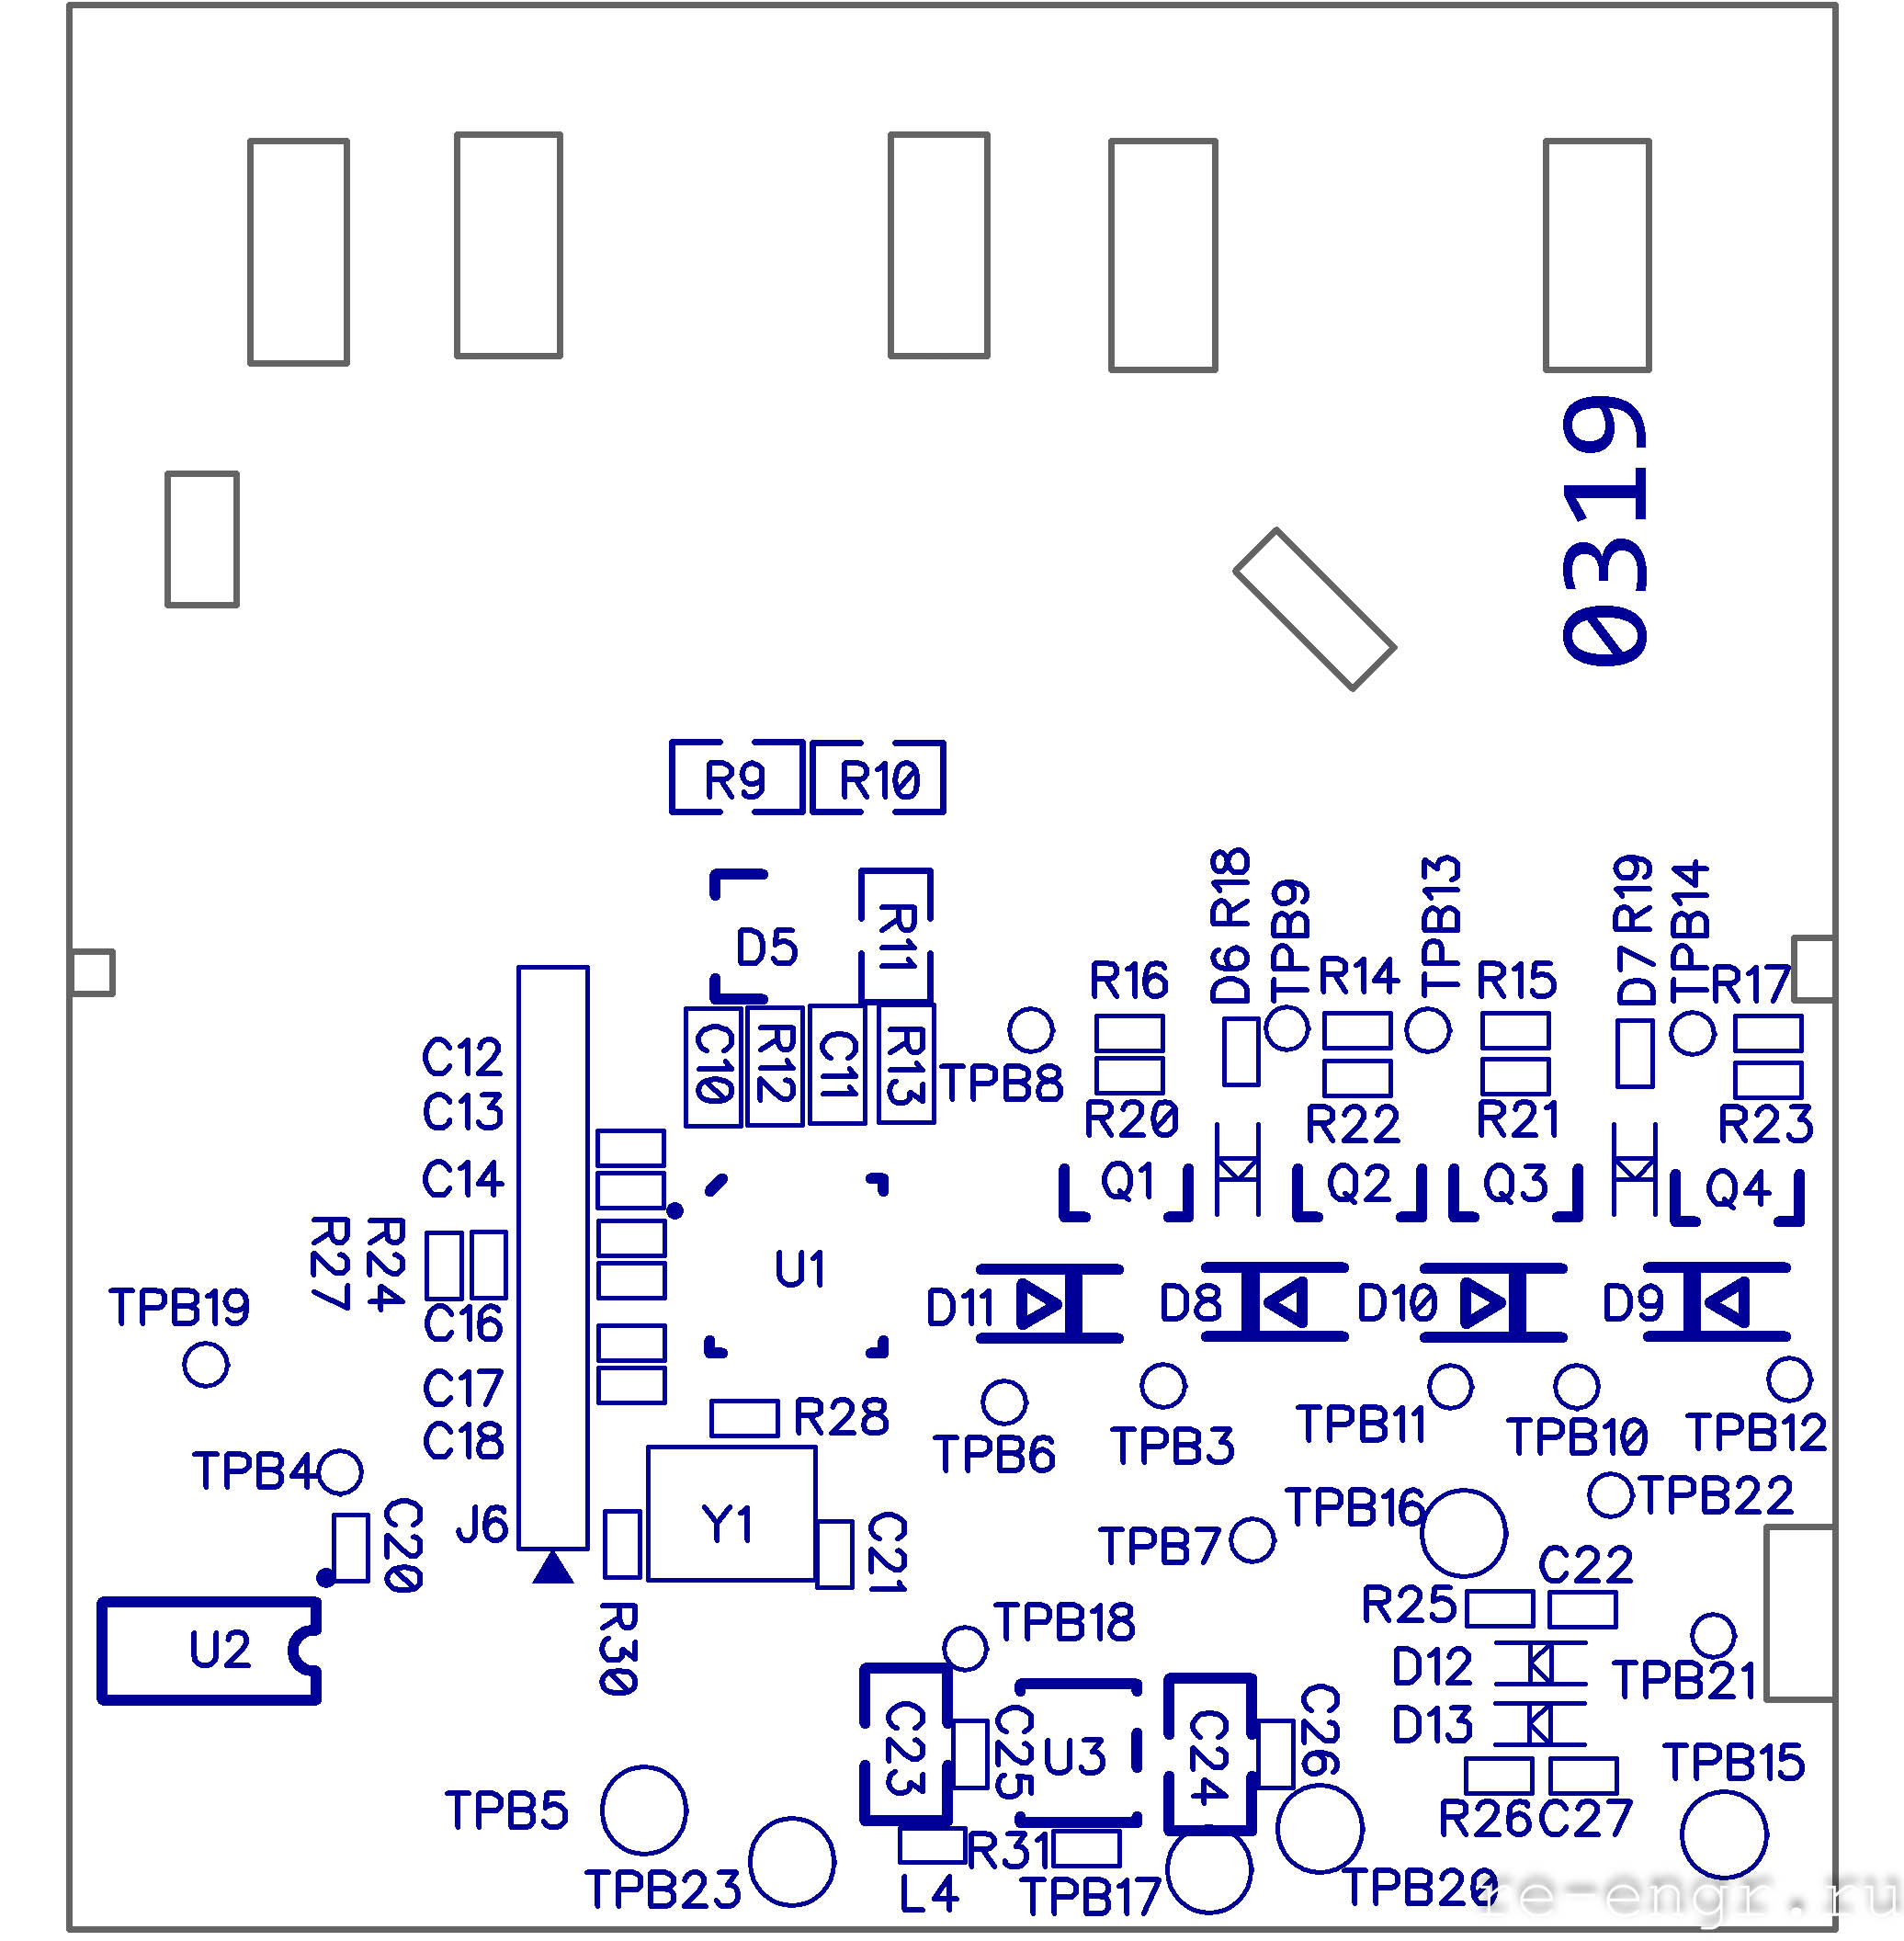 0319
R9 R10
D5 R11
R18 TPB9 TPB13 R19 TPB14
R16 D6 R14 R15 D7 R17
C10 R12 C11 R13
C12
TPB8
C13
R20 R22 R21 R23
C14
Q1 Q2 Q3 Q4
R27 R24
U1
TPB19
D11 D8 D10 D9
C16
C17
R28
C18
TPB6 TPB3 TPB11 TPB10 TPB12
TPB4
TPB16 TPB22
C20 J6 Y1 C21 TPB7
C22
R25
U2 R30 TPB18
D12 TPB21
D13
C23 C25 U3 C24 C26
TPB15
TPB5
R26 C27
R31
TPB23 L4 TPB17 TPB20
re-engr.ru